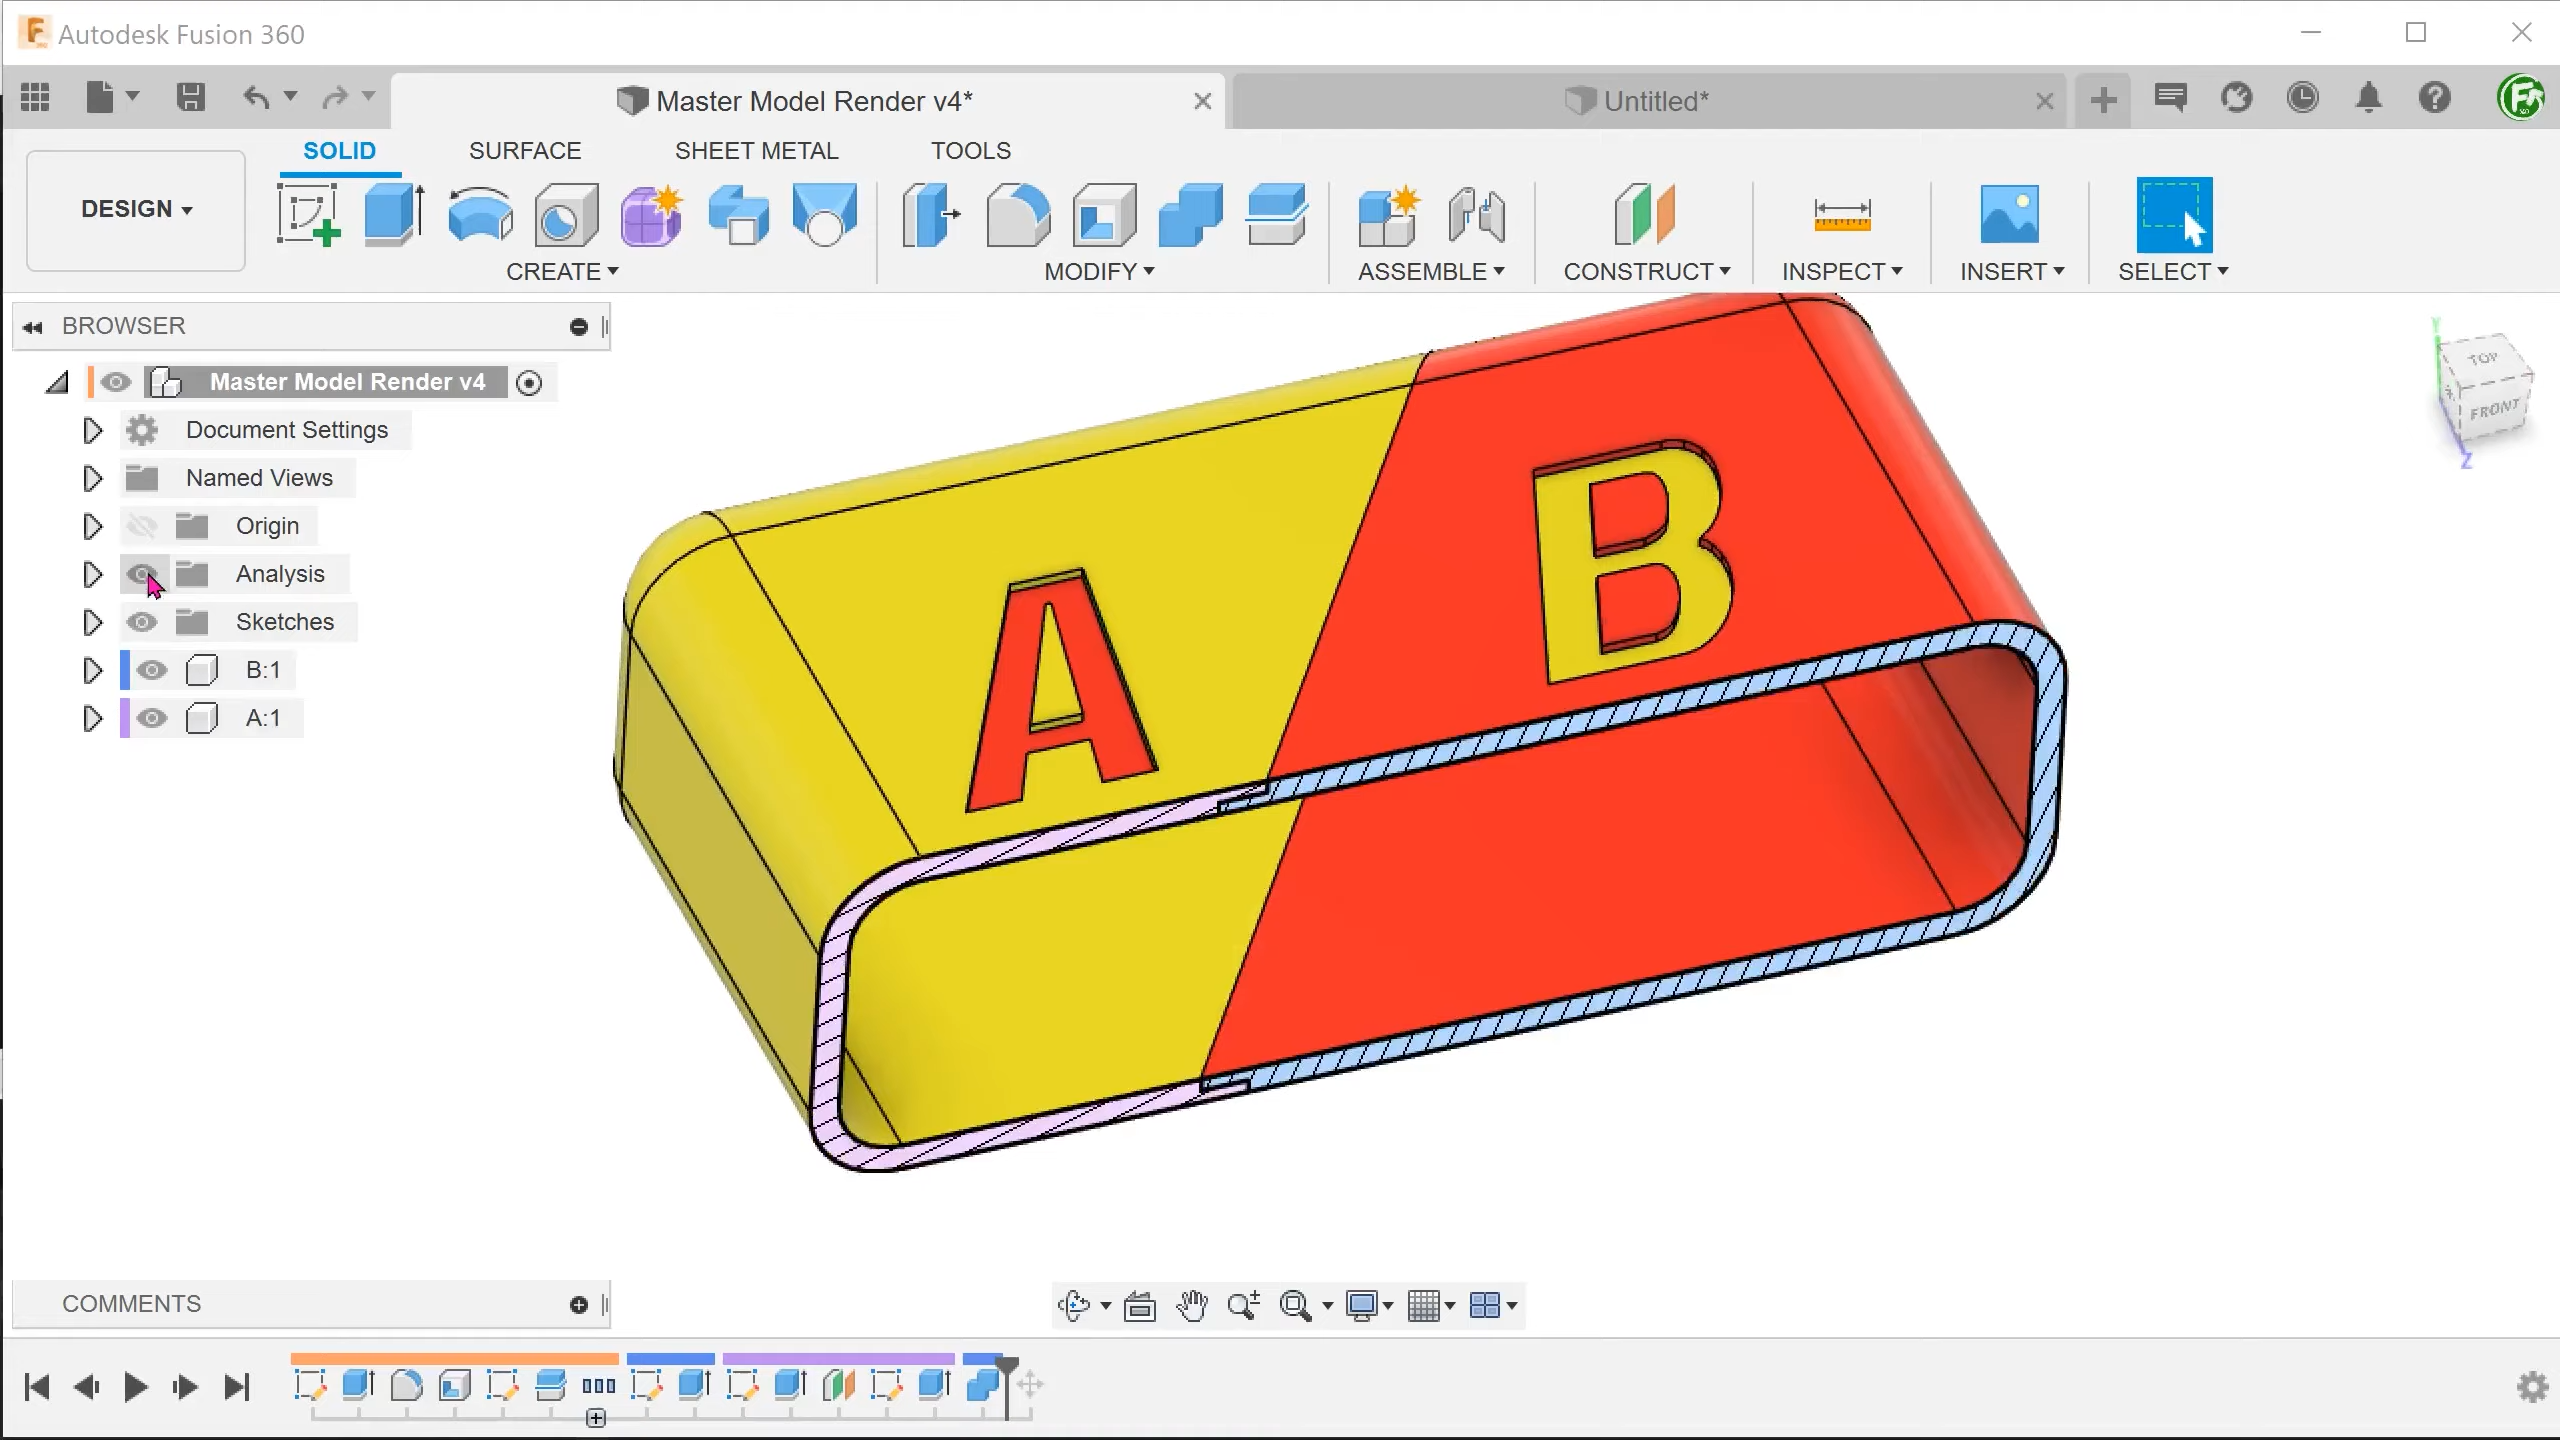 Autodesk Fusion 360
Master Model Render v4*
Untitled*
DESIGN
SOLID
SURFACE
SHEET METAL
TOOLS
CREATE
MODIFY
ASSEMBLE
CONSTRUCT
INSPECT
INSERT
SELECT
BROWSER
Master Model Render v4
Document Settings
Named Views
Origin
Analysis
Sketches
B:1
A:1
A
B
TOP
FRONT
Y
Z
COMMENTS